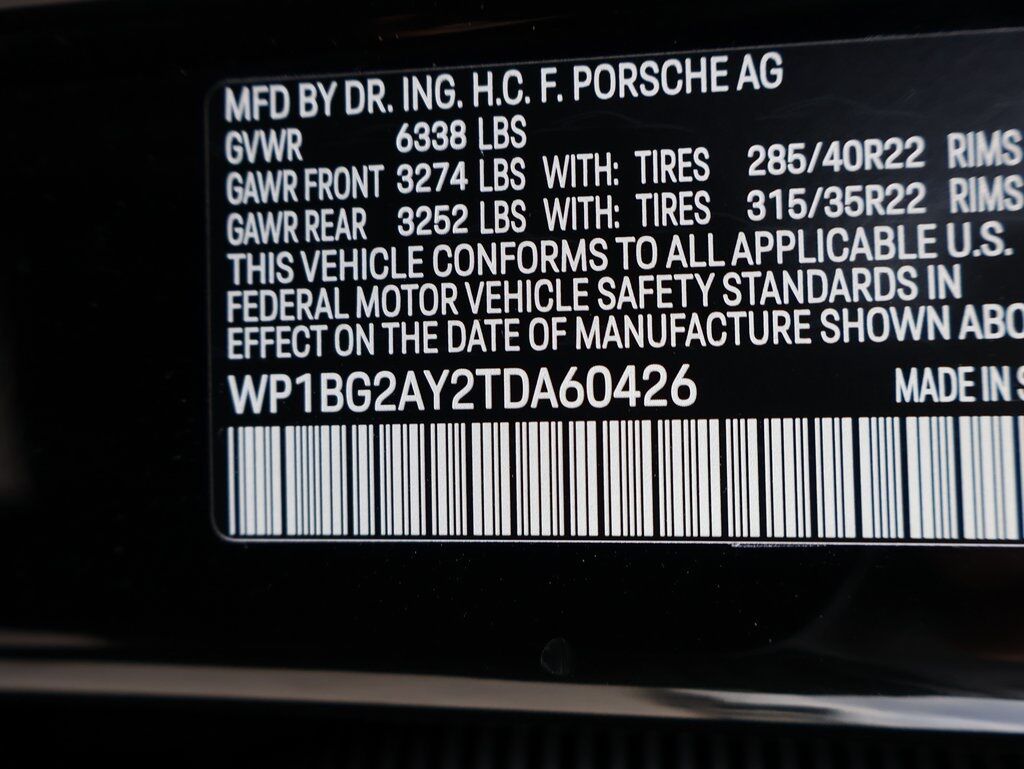 MFD BY DR. ING. H.C. F. PORSCHE AG
GVWR 6338 LBS
GAWR FRONT 3274 LBS WITH: TIRES 285/40R22 RIMS
GAWR REAR 3252 LBS WITH: TIRES 315/35R22 RIMS
THIS VEHICLE CONFORMS TO ALL APPLICABLE U.S.
FEDERAL MOTOR VEHICLE SAFETY STANDARDS IN
EFFECT ON THE DATE OF MANUFACTURE SHOWN
WP1BG2AY2TDA60426 MADE IN